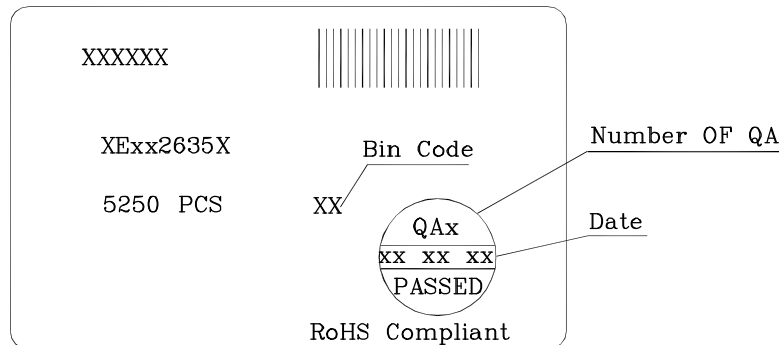 XXXXXX
XExx2635X
Bin Code
Number OF QA
5250 PCS
XX
QAx
Date
xx xx xx
PASSED
RoHS Compliant